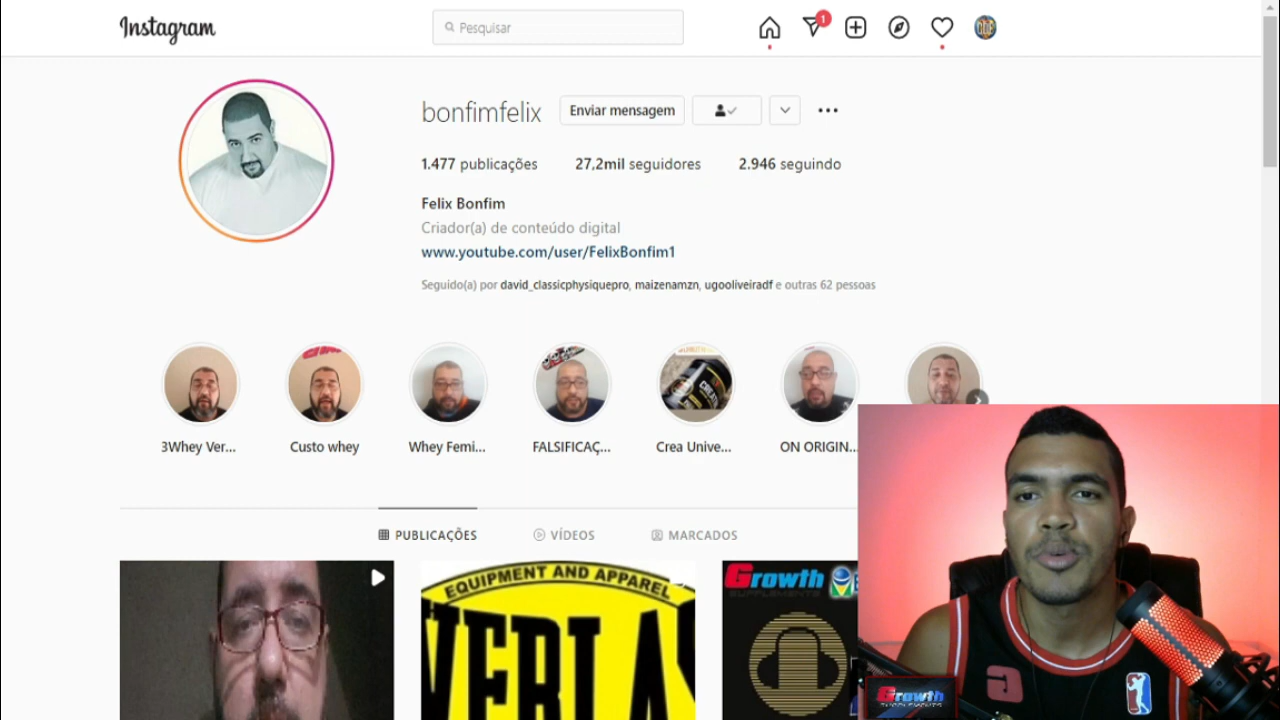 Instagram
Pesquisar
1
bonfimfelix
Enviar mensagem
1.477 publicações
27,2mil seguidores
2.946 seguindo
Felix Bonfim
Criador(a) de conteúdo digital
www.youtube.com/user/FelixBonfim1
Seguido(a) por david_classicphysiquepro, maizenamzn, ugooliveiradf e outras 62 pessoas
3Whey Ver...
Custo whey
Whey Femi...
FALSIFICAÇ...
Crea Unive...
ON ORIGIN...
PUBLICAÇÕES
VÍDEOS
MARCADOS
EQUIPMENT AND APPAREL
VERLAS
Growth
SUPPLEMENTS
Growth
SUPPLEMENTS